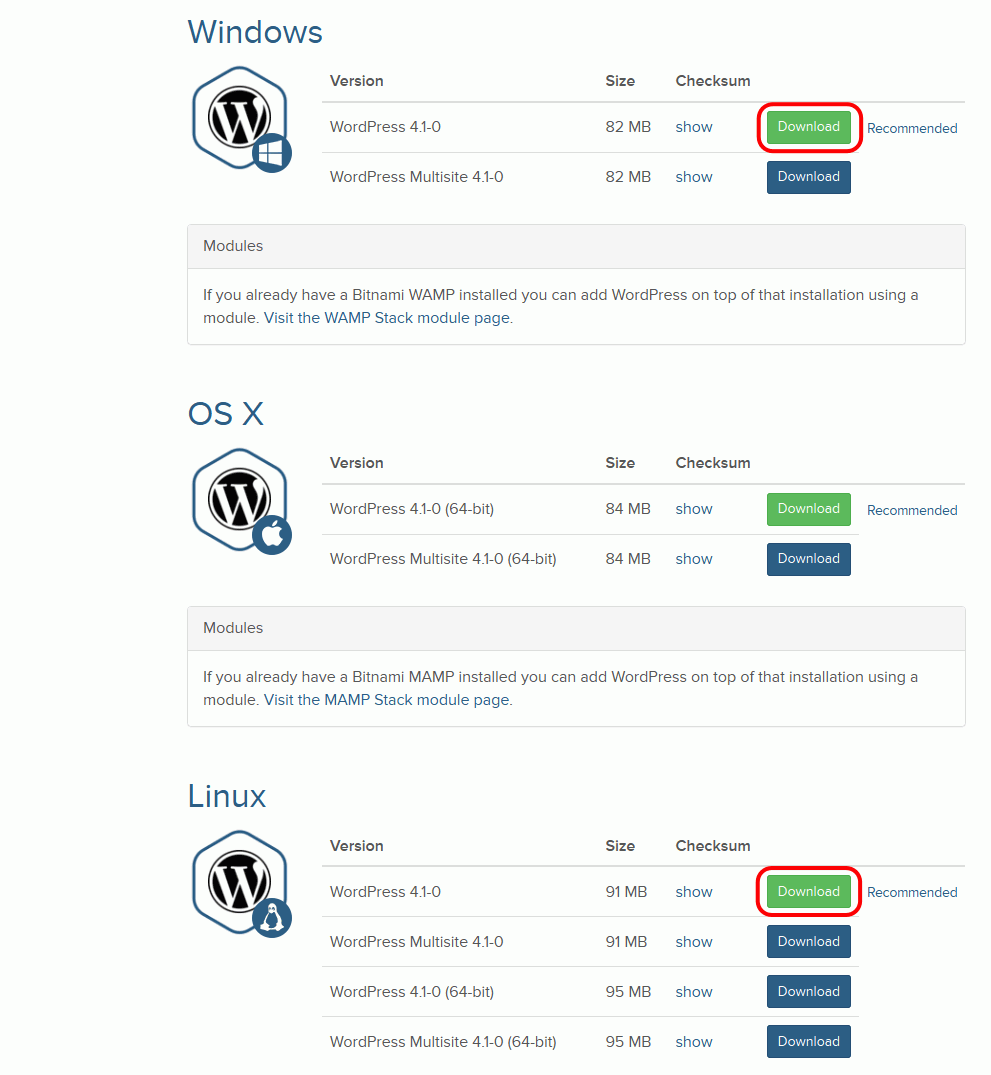 Windows
Version Size Checksum
WordPress 4.1-0 82 MB show Download Recommended
WordPress Multisite 4.1-0 82 MB show Download
Modules
If you already have a Bitnami WAMP installed you can add WordPress on top of that installation using a
module. Visit the WAMP Stack module page.
OS X
Version Size Checksum
WordPress 4.1-0 (64-bit) 84 MB show Download Recommended
WordPress Multisite 4.1-0 (64-bit) 84 MB show Download
Modules
If you already have a Bitnami MAMP installed you can add WordPress on top of that installation using a
module. Visit the MAMP Stack module page.
Linux
Version Size Checksum
WordPress 4.1-0 91 MB show Download Recommended
WordPress Multisite 4.1-0 91 MB show Download
WordPress 4.1-0 (64-bit) 95 MB show Download
WordPress Multisite 4.1-0 (64-bit) 95 MB show Download